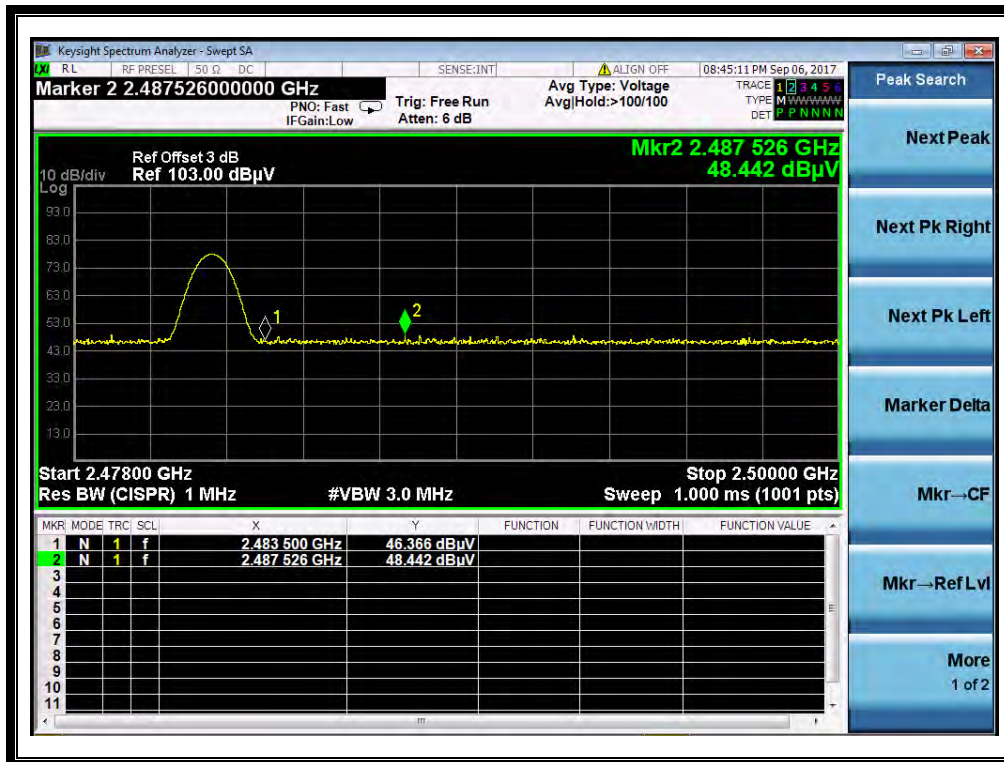 Keysight Spectrum Analyzer - Swept SA
LXI RL RF PRESEL 50 Ω DC SENSE:INT ALIGN OFF 08:45:11 PM Sep 06, 2017
Marker 2 2.487526000000 GHz
PNO: Fast
IFGain:Low
Trig: Free Run
Atten: 6 dB
Avg Type: Voltage
Avg|Hold:>100/100
TRACE 1 2 3 4 5 6
TYPE M WWWWW
DET P P N N N N
Ref Offset 3 dB
10 dB/div Ref 103.00 dBµV
Log
Mkr2 2.487 526 GHz
48.442 dBµV
93.0
83.0
73.0
63.0
53.0
43.0
33.0
23.0
13.0
1
2
Start 2.47800 GHz Stop 2.50000 GHz
Res BW (CISPR) 1 MHz #VBW 3.0 MHz Sweep 1.000 ms (1001 pts)
MKR MODE TRC SCL X Y FUNCTION FUNCTION WIDTH FUNCTION VALUE
1 N 1 f 2.483 500 GHz 46.366 dBµV
2 N 1 f 2.487 526 GHz 48.442 dBµV
3
4
5
6
7
8
9
10
11
Peak Search
Next Peak
Next Pk Right
Next Pk Left
Marker Delta
Mkr→CF
Mkr→Ref Lvl
More
1 of 2